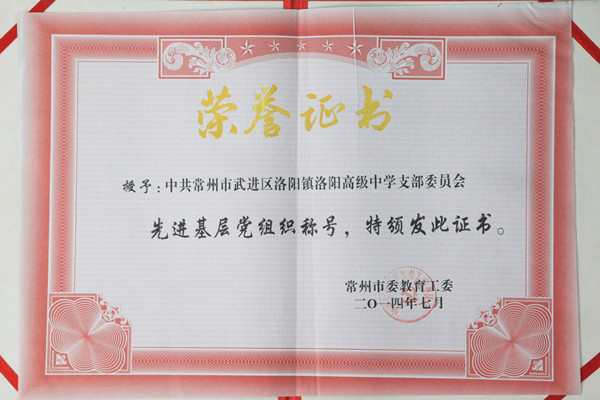 荣誉证书
授予：中共常州市武进区洛阳镇洛阳高级中学支部委员会
先进基层党组织称号，特颁发此证书。
常州市委教育工委
二〇一四年七月